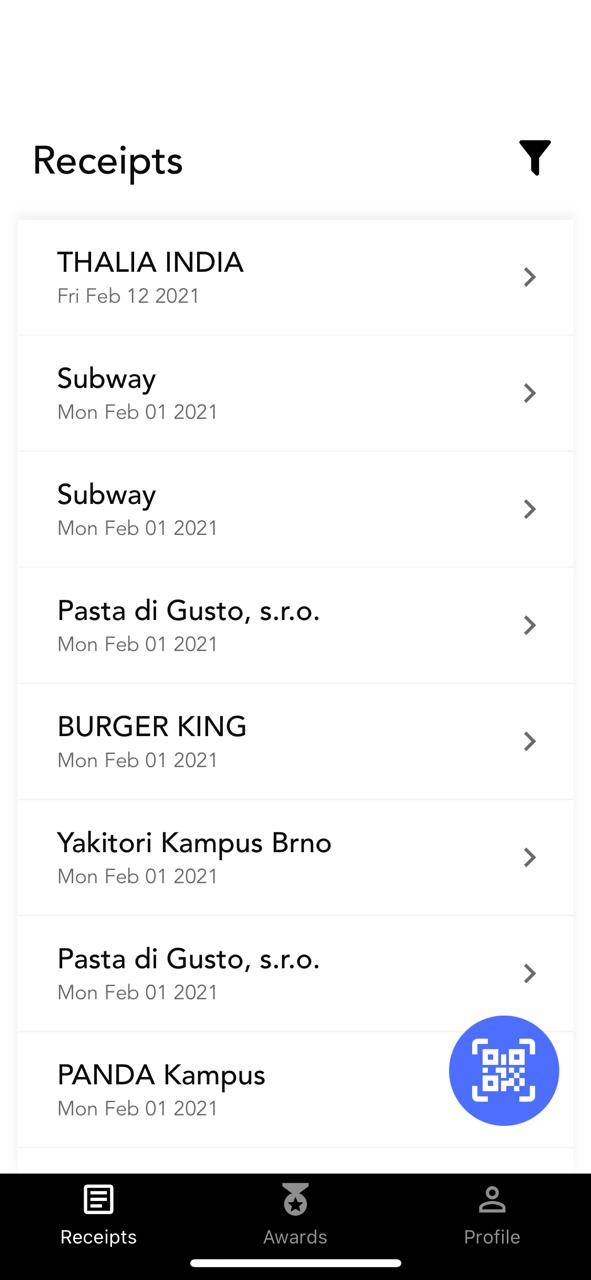 Receipts
THALIA INDIA
Fri Feb 12 2021
Subway
Mon Feb 01 2021
Subway
Mon Feb 01 2021
Pasta di Gusto, s.r.o.
Mon Feb 01 2021
BURGER KING
Mon Feb 01 2021
Yakitori Kampus Brno
Mon Feb 01 2021
Pasta di Gusto, s.r.o.
Mon Feb 01 2021
PANDA Kampus
Mon Feb 01 2021
Receipts
Awards
Profile